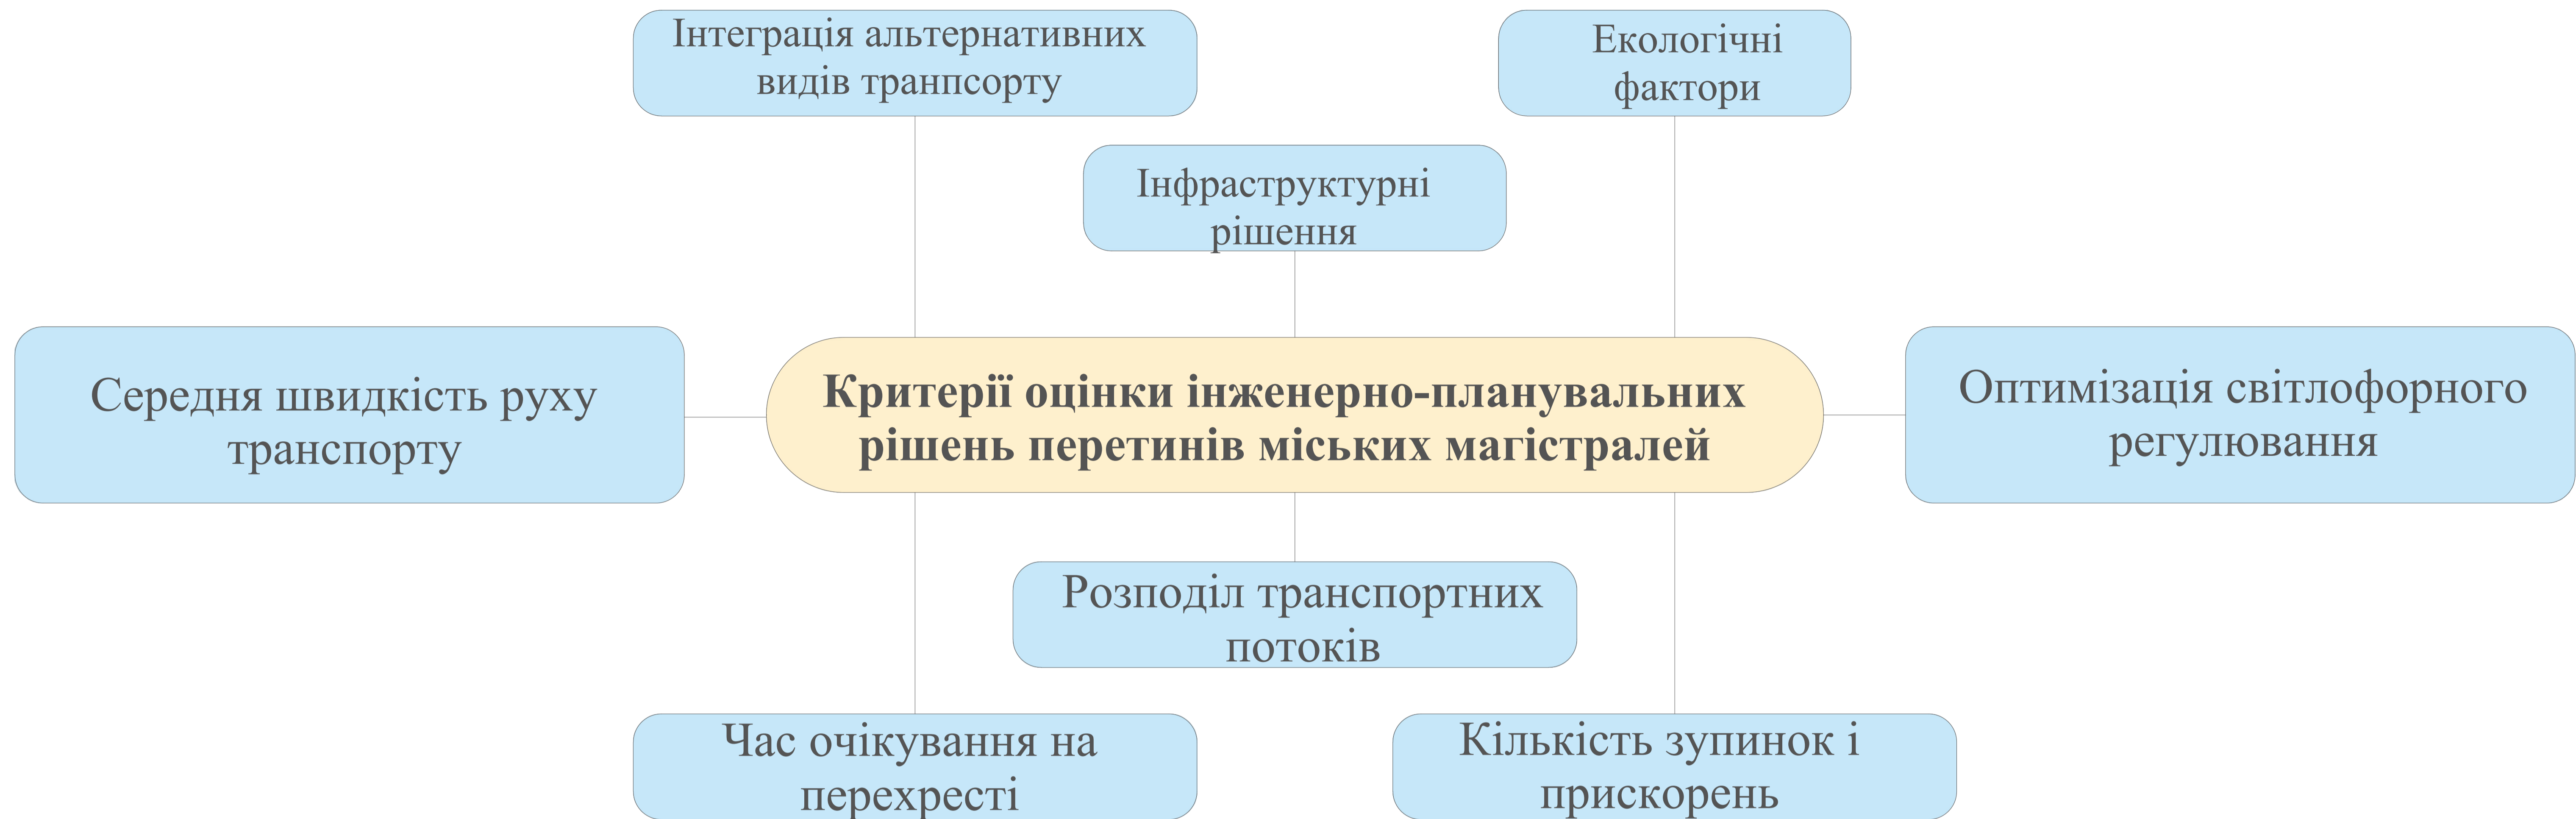 Інтеграція альтернативних
видів транпсорту
Екологічні
фактори
Інфраструктурні
рішення
Середня швидкість руху
транспорту
Критерії оцінки інженерно-планувальних
рішень перетинів міських магістралей
Оптимізація світлофорного
регулювання
Розподіл транспортних
потоків
Час очікування на
перехресті
Кількість зупинок і
прискорень